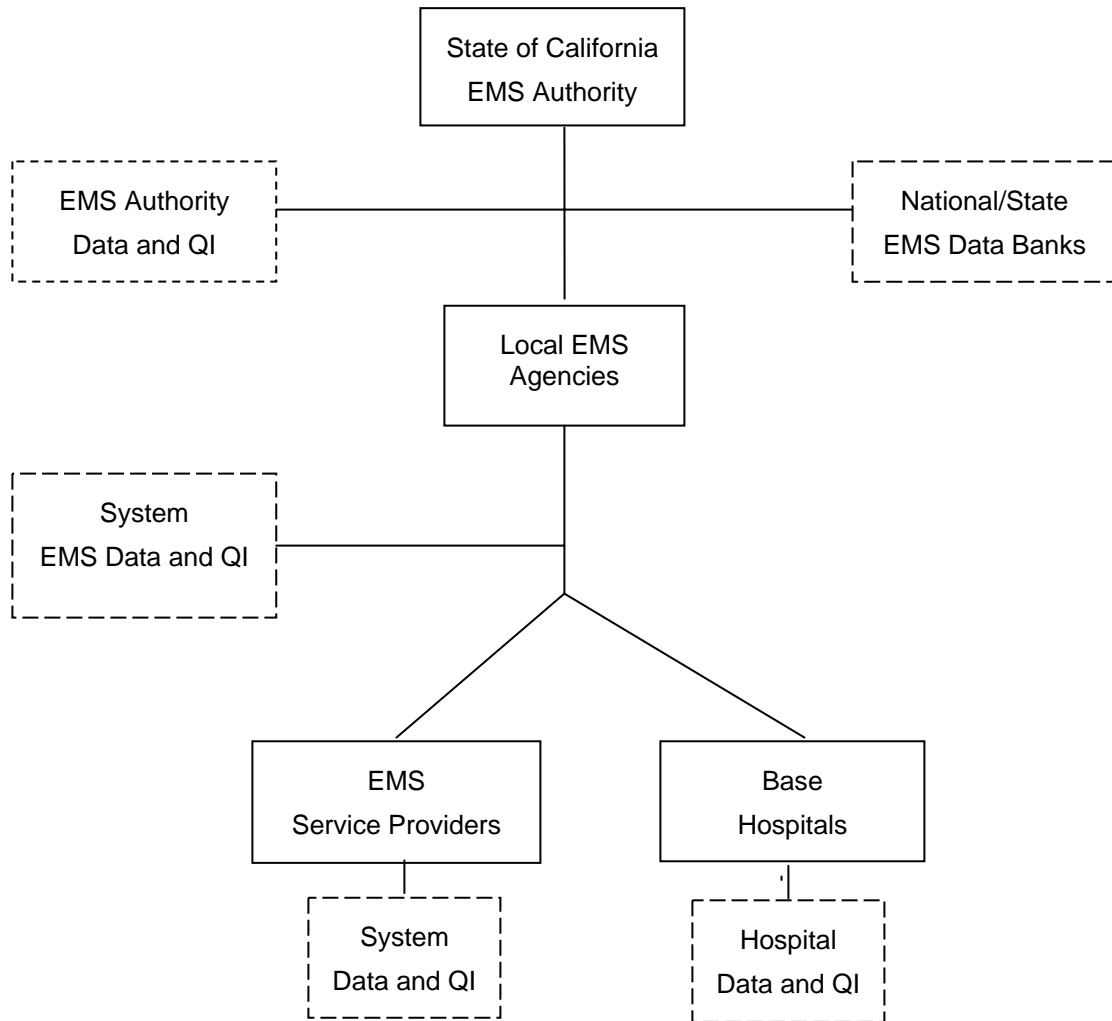 State of California
EMS Authority
EMS Authority
Data and QI
National/State
EMS Data Banks
Local EMS
Agencies
System
EMS Data and QI
EMS
Service Providers
Base
Hospitals
System
Data and QI
Hospital
Data and QI